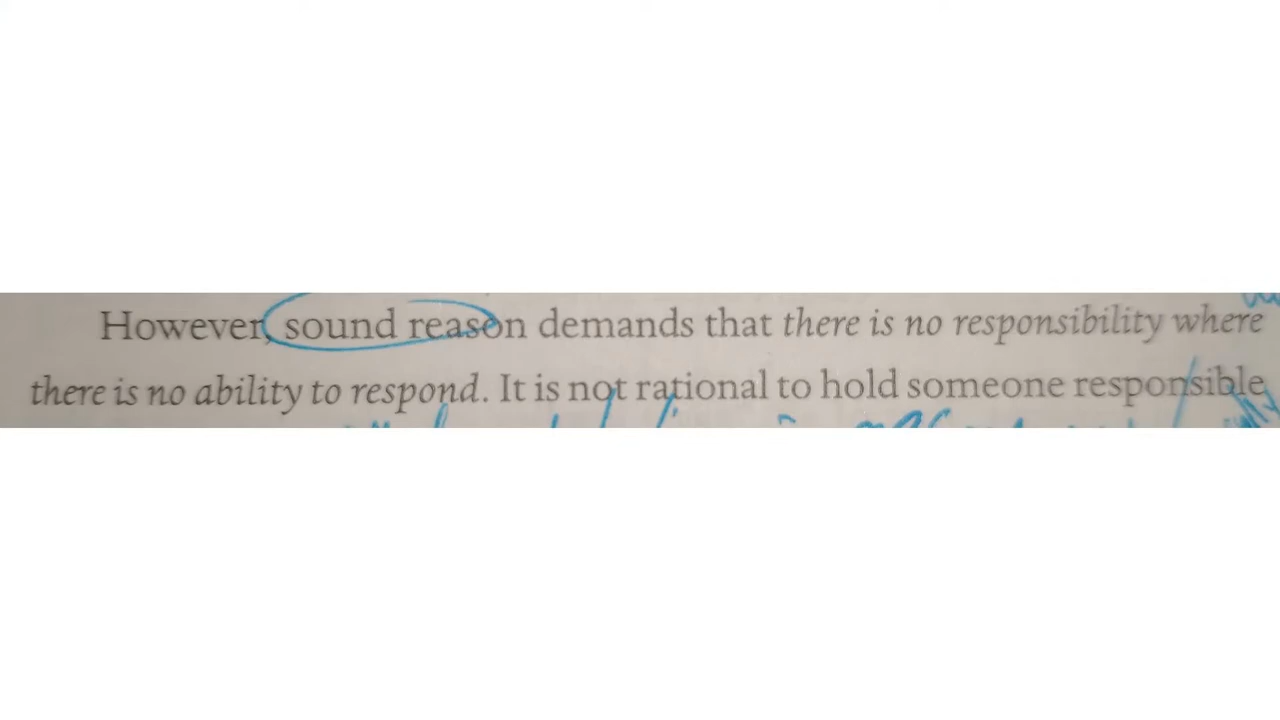 However, sound reason demands that there is no responsibility where
there is no ability to respond. It is not rational to hold someone responsible